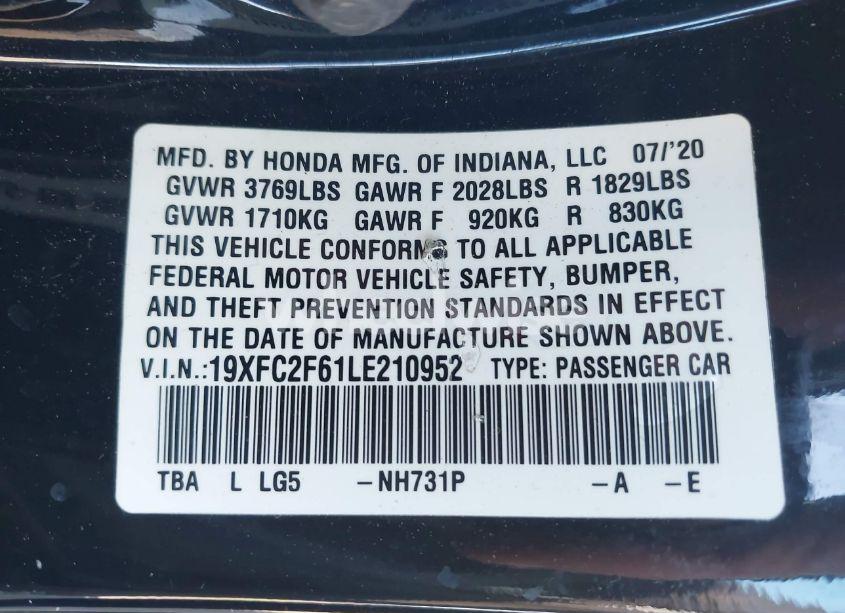 MFD. BY HONDA MFG. OF INDIANA, LLC 07/'20
GVWR 3769LBS GAWR F 2028LBS R 1829LBS
GVWR 1710KG GAWR F 920KG R 830KG
THIS VEHICLE CONFORMS TO ALL APPLICABLE
FEDERAL MOTOR VEHICLE SAFETY, BUMPER,
AND THEFT PREVENTION STANDARDS IN EFFECT
ON THE DATE OF MANUFACTURE SHOWN ABOVE.
V.I.N.:19XFC2F61LE210952 TYPE: PASSENGER CAR
TBA L LG5 -NH731P -A -E